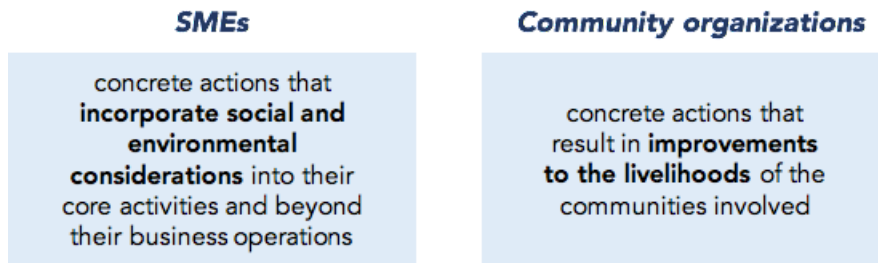 SMEs
concrete actions that
incorporate social and
environmental
considerations into their
core activities and beyond
their business operations
Community organizations
concrete actions that
result in improvements
to the livelihoods of the
communities involved